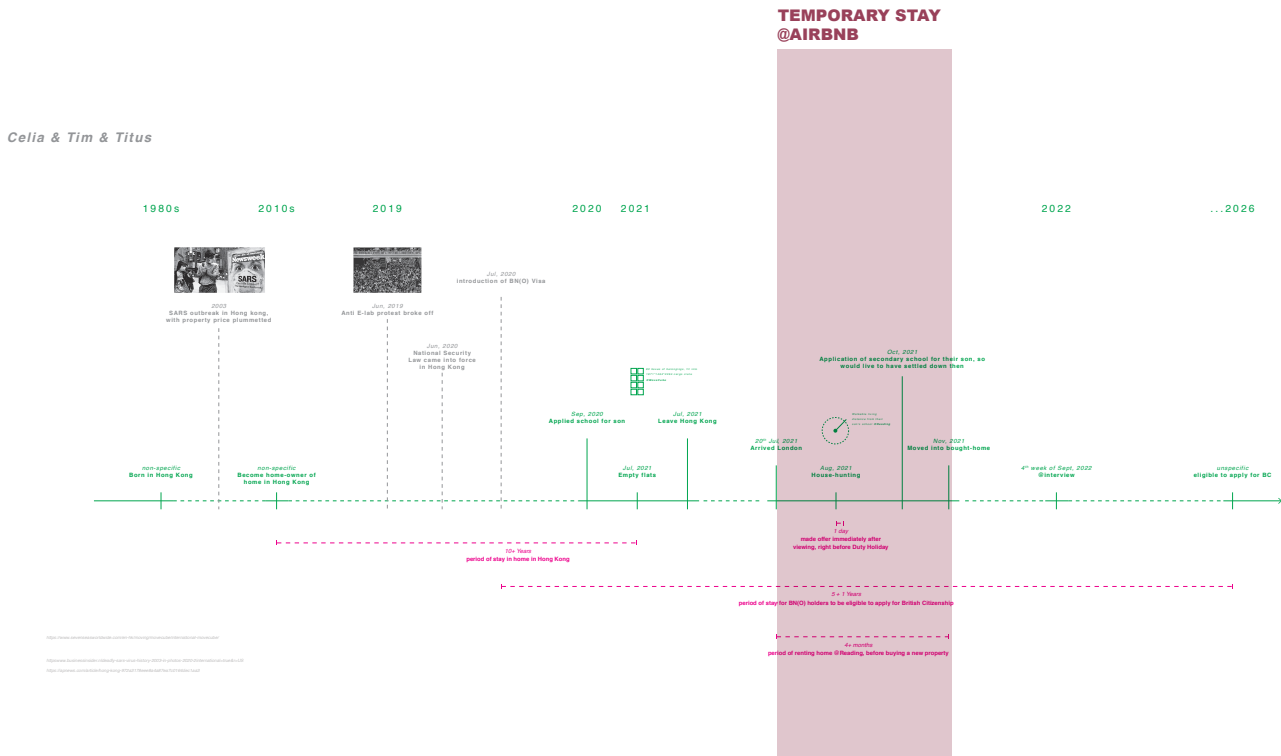 TEMPORARY STAY
@AIRBNB
Celia & Tim & Titus
1980s
2010s
2019
2020
2021
2022
...2026
Newsweek
SARS
2003
SARS outbreak in Hong kong,
with property price plummetted
Jun, 2019
Anti E-lab protest broke off
Jun, 2020
National Security
Law came into force
in Hong Kong
Jul, 2020
introduction of BN(O) Visa
Sep, 2020
Applied school for son
Jul, 2021
Empty flats
Jul, 2021
Leave Hong Kong
20th Jul, 2021
Arrived London
Aug, 2021
House-hunting
Oct, 2021
Application of secondary school for their son, so
would live to have settled down then
Nov, 2021
Moved into bought-home
non-specific
Born in Hong Kong
non-specific
Become home-owner of
home in Hong Kong
4th week of Sept, 2022
@interview
unspecific
eligible to apply for BC
1 day
made offer immediately after
viewing, right before Duty Holiday
10+ Years
period of stay in home in Hong Kong
5 + 1 Years
period of stay for BN(O) holders to be eligible to apply for British Citizenship
4+ months
period of renting home @Reading, before buying a new property